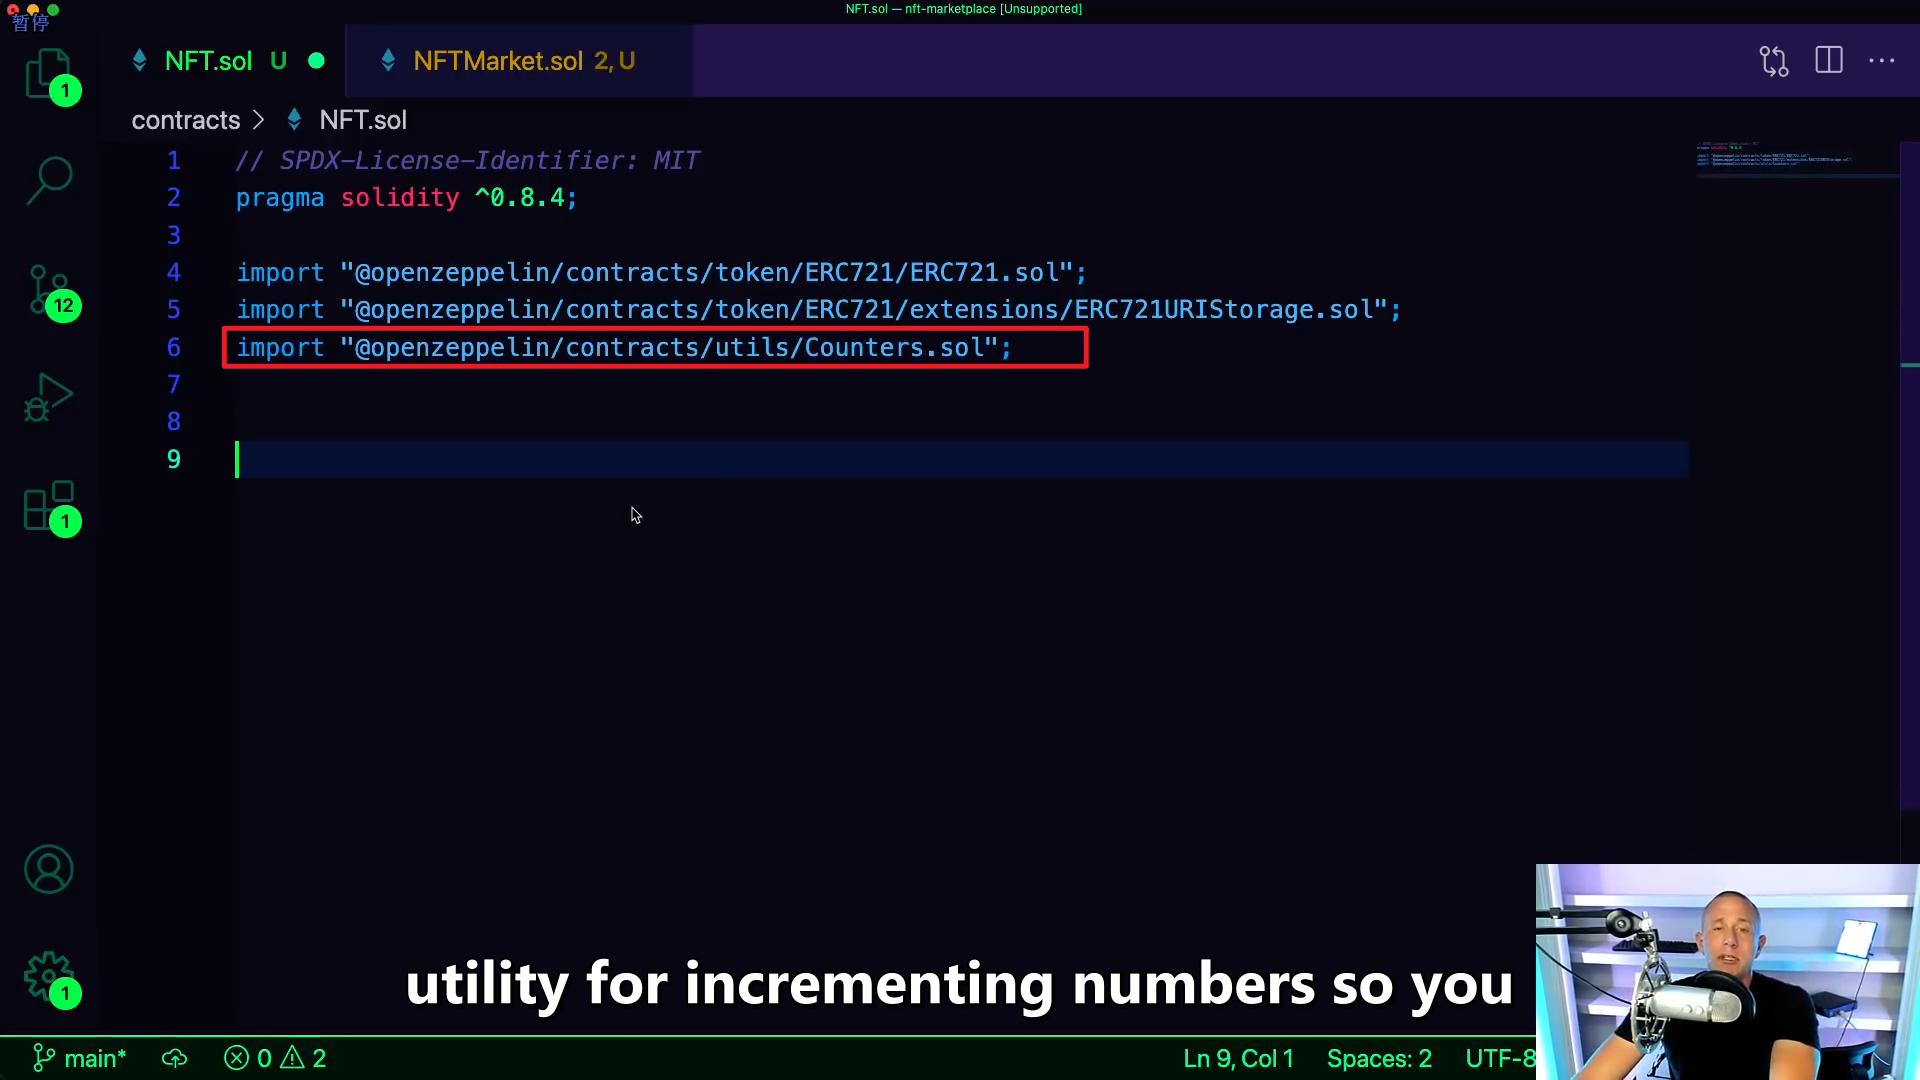 NFT.sol — nft-marketplace [Unsupported]
暂停
NFT.sol U
NFTMarket.sol 2, U
contracts > NFT.sol
1 // SPDX-License-Identifier: MIT
2 pragma solidity ^0.8.4;
3
4 import "@openzeppelin/contracts/token/ERC721/ERC721.sol";
5 import "@openzeppelin/contracts/token/ERC721/extensions/ERC721URIStorage.sol";
6 import "@openzeppelin/contracts/utils/Counters.sol";
7
8
9
1
12
1
1
utility for incrementing numbers so you
main*
0
2
Ln 9, Col 1
Spaces: 2
UTF-8